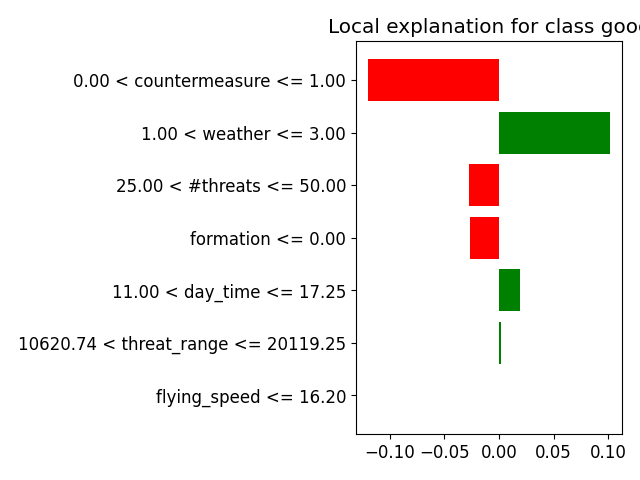 Local explanation for class goo
0.00 < countermeasure <= 1.00
1.00 < weather <= 3.00
25.00 < #threats <= 50.00
formation <= 0.00
11.00 < day_time <= 17.25
10620.74 < threat_range <= 20119.25
flying_speed <= 16.20
−0.10 −0.05 0.00 0.05 0.10